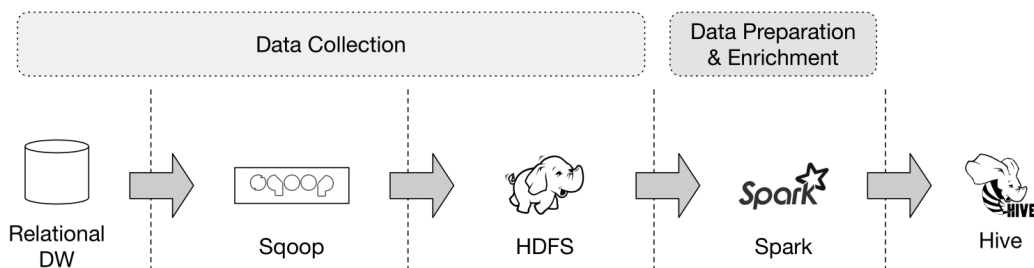 Data Collection
Data Preparation
& Enrichment
sqoop
Spark
HIVE
Relational
DW
Sqoop
HDFS
Spark
Hive